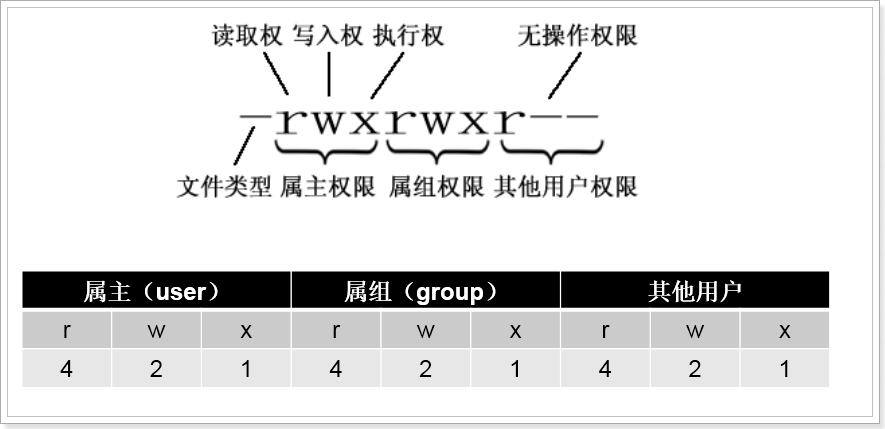 读取权 写入权 执行权 无操作权限
-rwxrwxr--
文件类型 属主权限 属组权限 其他用户权限
属主（user） 属组（group） 其他用户
r w x r w x r w x
4 2 1 4 2 1 4 2 1